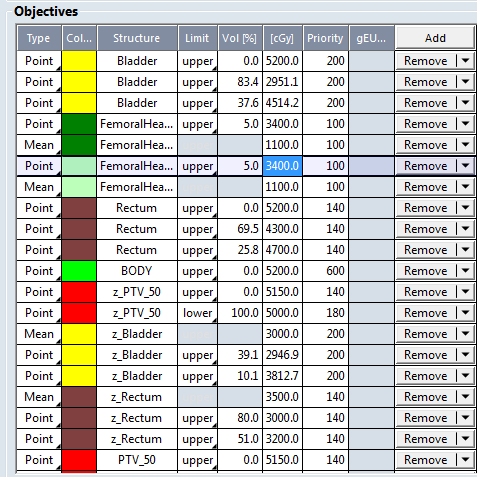 Objectives
Type Col... Structure Limit Vol [%] [cGy] Priority gEU... Add
Point Bladder upper 0.0 5200.0 200 Remove
Point Bladder upper 83.4 2951.1 200 Remove
Point Bladder upper 37.6 4514.2 200 Remove
Point FemoralHea... upper 5.0 3400.0 100 Remove
Mean FemoralHea... 1100.0 100 Remove
Point FemoralHea... upper 5.0 3400.0 100 Remove
Mean FemoralHea... 1100.0 100 Remove
Point Rectum upper 0.0 5200.0 140 Remove
Point Rectum upper 69.5 4300.0 140 Remove
Point Rectum upper 25.8 4700.0 140 Remove
Point BODY upper 0.0 5200.0 600 Remove
Point z_PTV_50 upper 0.0 5150.0 140 Remove
Point z_PTV_50 lower 100.0 5000.0 180 Remove
Mean z_Bladder 3000.0 200 Remove
Point z_Bladder upper 39.1 2946.9 200 Remove
Point z_Bladder upper 10.1 3812.7 200 Remove
Mean z_Rectum 3500.0 140 Remove
Point z_Rectum upper 80.0 3000.0 140 Remove
Point z_Rectum upper 51.0 3200.0 140 Remove
Point PTV_50 upper 0.0 5150.0 140 Remove